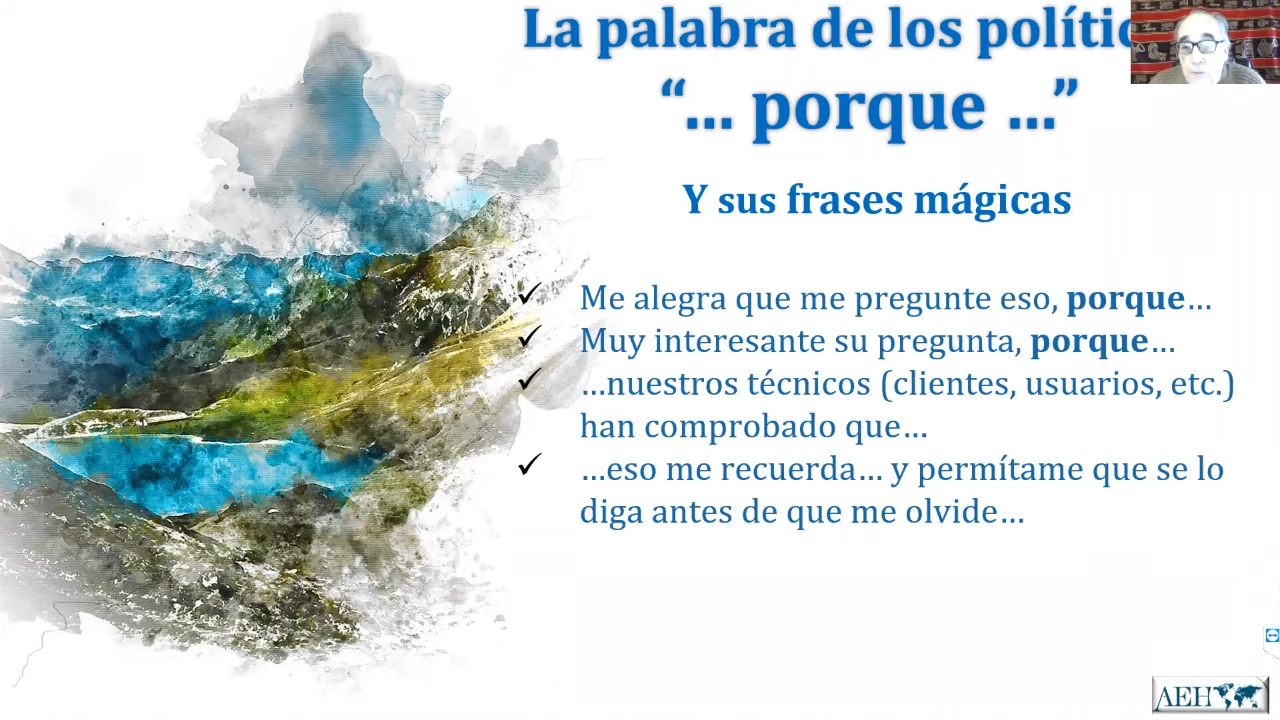 La palabra de los polític
“… porque …”
Y sus frases mágicas
✓ Me alegra que me pregunte eso, porque…
✓ Muy interesante su pregunta, porque…
✓ …nuestros técnicos (clientes, usuarios, etc.)
han comprobado que…
✓ …eso me recuerda… y permítame que se lo
diga antes de que me olvide…
AEH